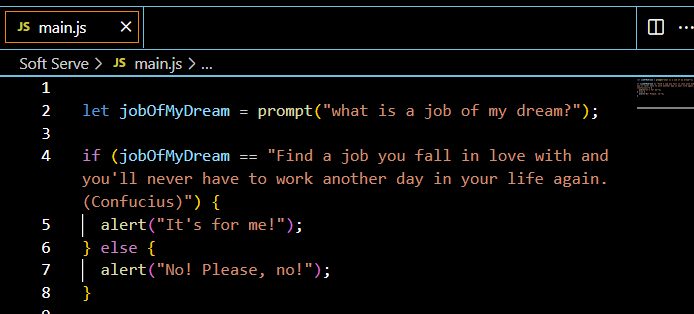 JS main.js ×
Soft Serve > JS main.js > ...
1
2 let jobOfMyDream = prompt("what is a job of my dream?");
3
4 if (jobOfMyDream == "Find a job you fall in love with and
you'll never have to work another day in your life again.
(Confucius)") {
5 alert("It's for me!");
6 } else {
7 alert("No! Please, no!");
8 }